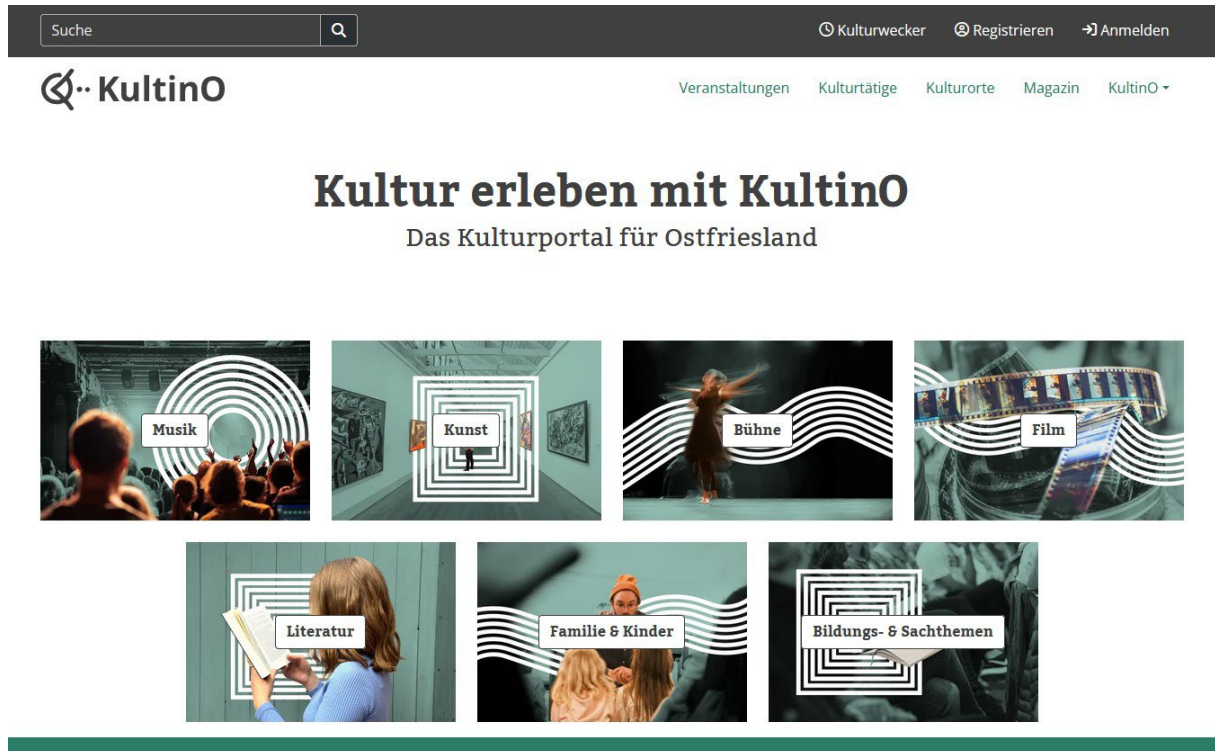 Suche
Kulturwecker Registrieren Anmelden
KultinO
Veranstaltungen Kulturtätige Kulturorte Magazin KultinO
Kultur erleben mit KultinO
Das Kulturportal für Ostfriesland
Musik
Kunst
Bühne
Film
Literatur
Familie & Kinder
Bildungs- & Sachthemen